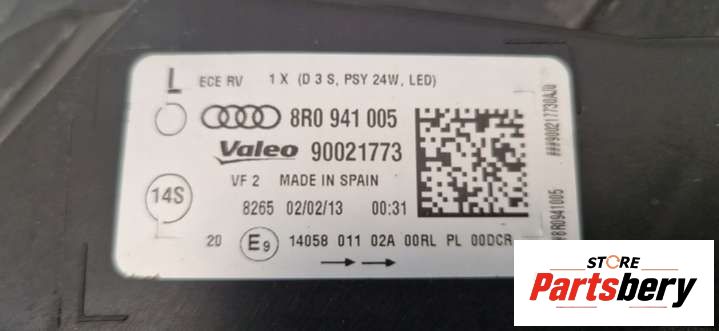 L ECE RV 1 X (D 3 S, PSY 24W, LED)
8R0 941 005
Valeo 90021773
VF 2 MADE IN SPAIN
14S
8265 02/02/13 00:31
20 E9 14058 011 02A 00RL PL 00DCR
###90021773DAJ0
#8R0941005
STORE
Partsbery